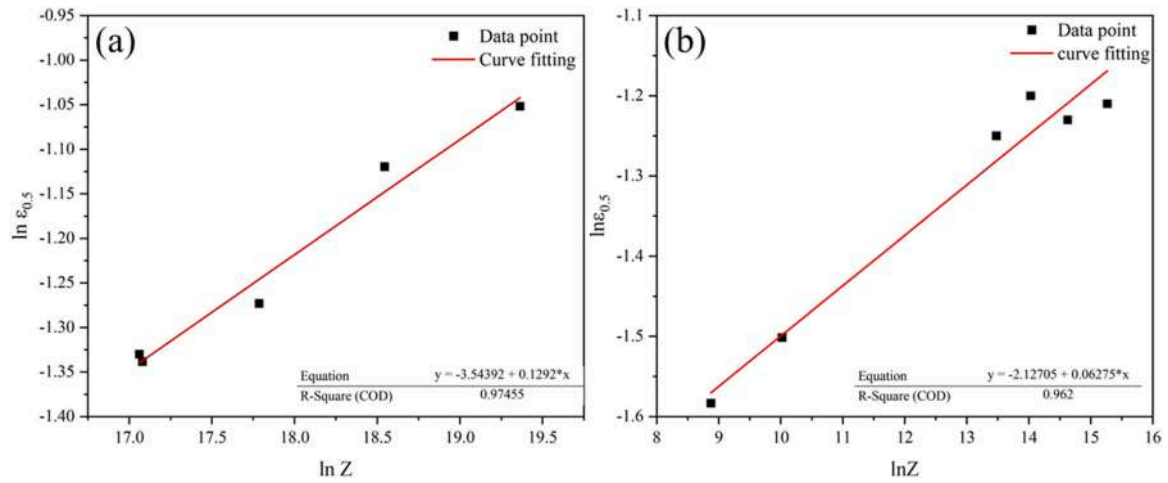 (a)
Data point
Curve fitting
-0.95
-1.00
-1.05
-1.10
-1.15
-1.20
-1.25
-1.30
-1.35
-1.40
ln ε0.5
Equation y = -3.54392 + 0.1292*x
R-Square (COD) 0.97455
17.0 17.5 18.0 18.5 19.0 19.5
ln Z
(b)
Data point
curve fitting
-1.1
-1.2
-1.3
-1.4
-1.5
-1.6
lnε0.5
Equation y = -2.12705 + 0.06275*x
R-Square (COD) 0.962
8 9 10 11 12 13 14 15 16
lnZ